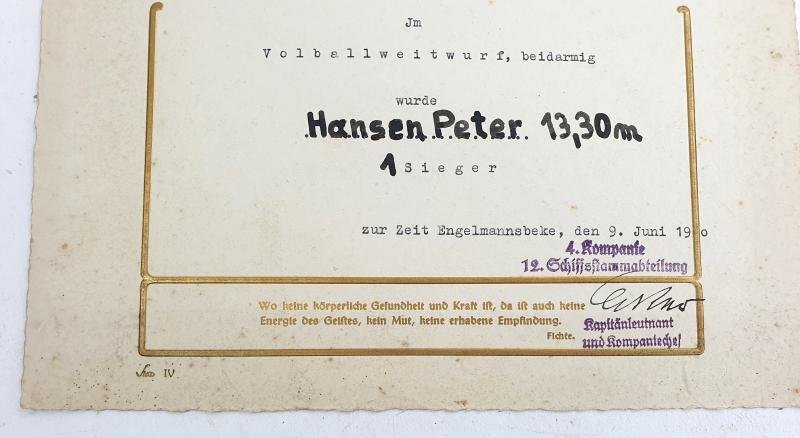 Jm
Volballweitwurf, beidarmig
wurde
Hansen Peter. 13,30m
1 Sieger
zur Zeit Engelmannsbeke, den 9. Juni 19 o
4. Kompanie
12. Schiffsstammabteilung
Wo keine körperliche Gesundheit und Kraft ist, da ist auch keine
Energie des Geistes, kein Mut, keine erhabene Empfindung.
Fichte.
Kapitänleutnant
und Kompaniechef
IV